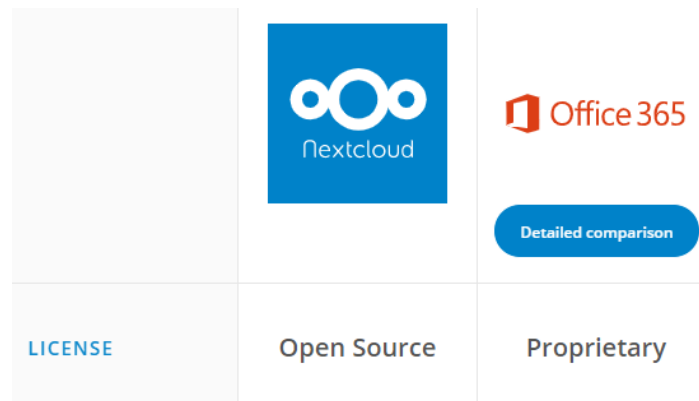 Nextcloud
Office 365
Detailed comparison
LICENSE
Open Source
Proprietary